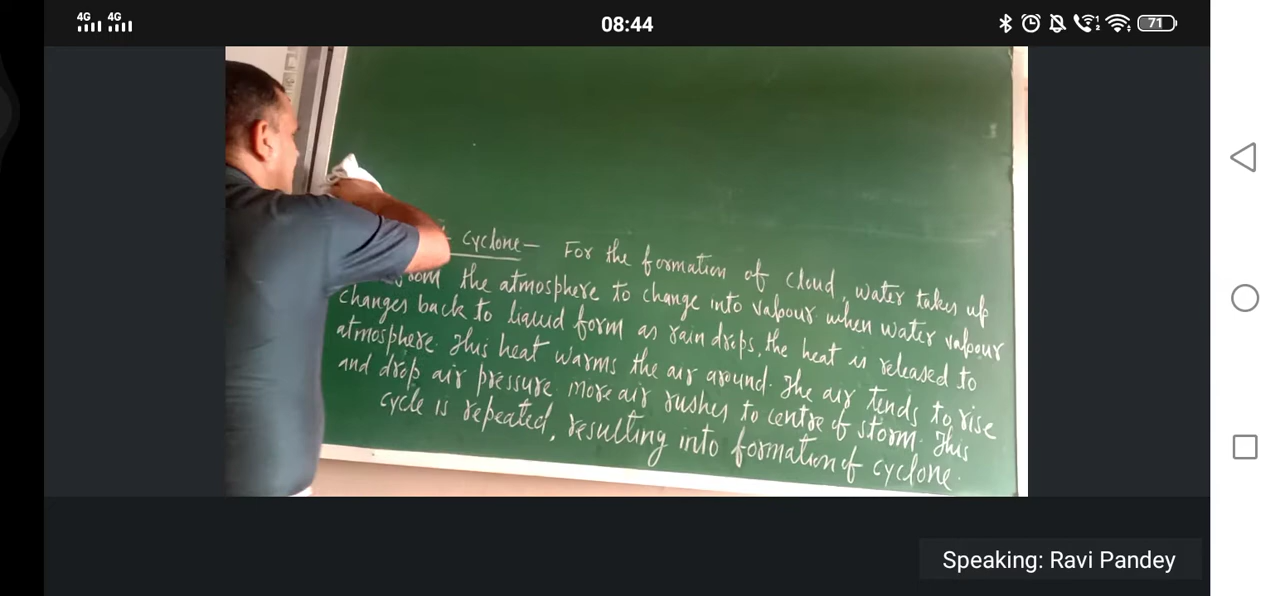 4G 4G
08:44
71
cyclone — For the formation of cloud, water takes up
the atmosphere to change into vapour. when water vapour
changes back to liquid form as rain drops, the heat is released to
atmosphere. This heat warms the air around. The air tends to rise
and drop air pressure. More air rushes to centre of storm. This
cycle is repeated, resulting into formation of cyclone.
Speaking: Ravi Pandey